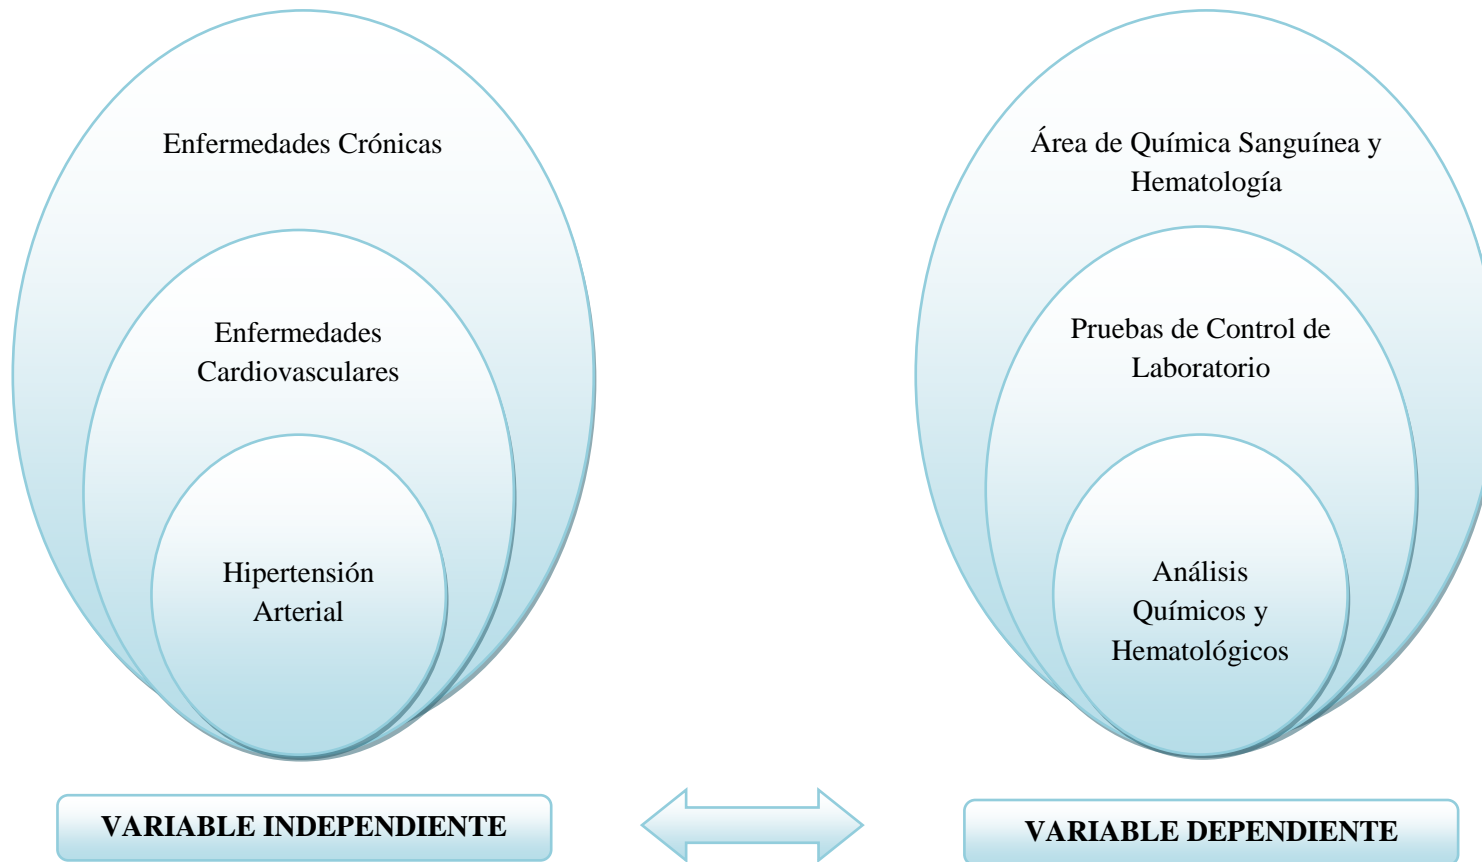 Enfermedades Crónicas
Enfermedades
Cardiovasculares
Hipertensión
Arterial
VARIABLE INDEPENDIENTE
Área de Química Sanguínea y
Hematología
Pruebas de Control de
Laboratorio
Análisis
Químicos y
Hematológicos
VARIABLE DEPENDIENTE